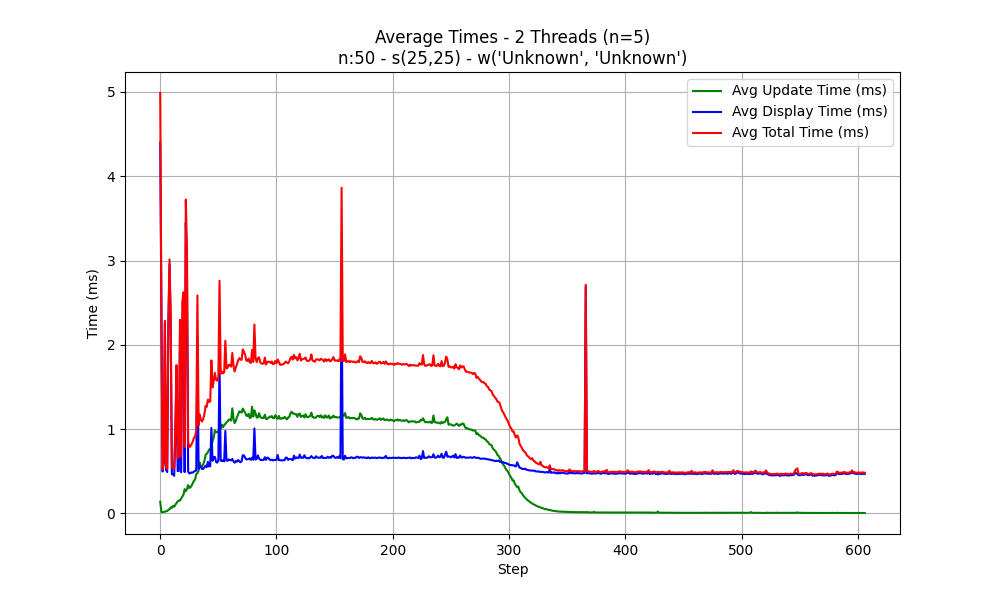 Average Times - 2 Threads (n=5)
n:50 - s(25,25) - w('Unknown', 'Unknown')
Avg Update Time (ms)
Avg Display Time (ms)
Avg Total Time (ms)
Time (ms)
5
4
3
2
1
0
0 100 200 300 400 500 600
Step